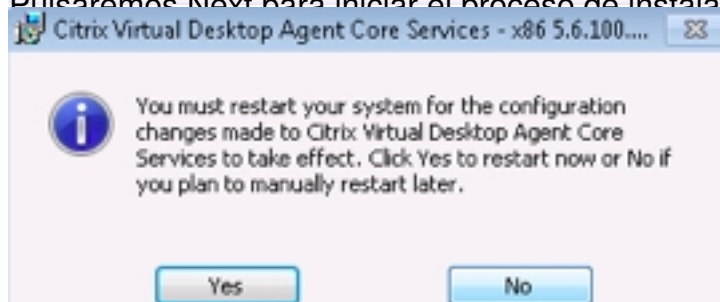 Pulsaremos Next para iniciar el proceso de instala
Citrix Virtual Desktop Agent Core Services - x86 5.6.100....
You must restart your system for the configuration
changes made to Citrix Virtual Desktop Agent Core
Services to take effect. Click Yes to restart now or No if
you plan to manually restart later.
Yes No